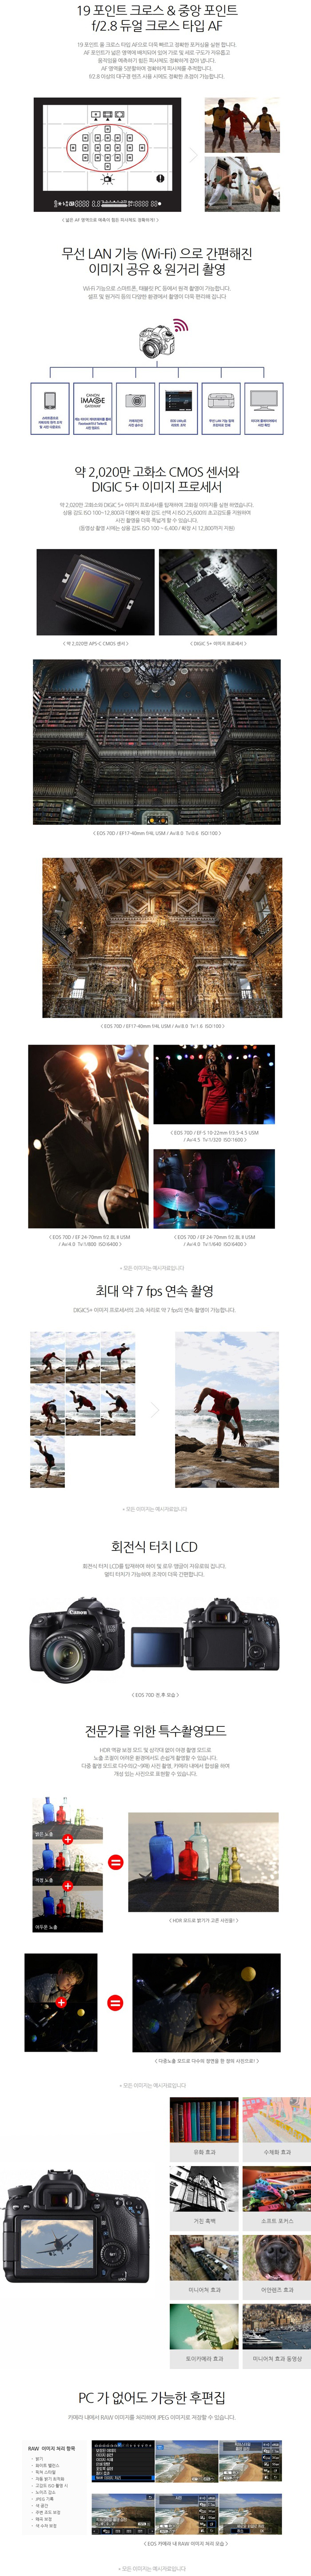 19 포인트 크로스 & 중앙 포인트
f/2.8 듀얼 크로스 타입 AF
19 포인트 올 크로스 타입 AF으로 더욱 빠르고 정확한 포커싱을 실현 합니다.
AF 포인트가 넓은 영역에 배치되어 있어 가로 및 세로 구도가 자유롭고
움직임을 예측하기 힘든 피사체도 정확하게 잡아 냅니다.
AF 영역을 5분할하여 정확하게 피사체를 추적합니다.
f/2.8 이상의 대구경 렌즈 사용 시에도 정확한 초점이 가능합니다.
< 넓은 AF 영역으로 예측이 힘든 피사체도 정확하게! >
무선 LAN 기능 (Wi-Fi) 으로 간편해진
이미지 공유 & 원거리 촬영
Wi-Fi 기능으로 스마트폰, 태블릿 PC 등에서 원격 촬영이 가능합니다.
셀프 및 원거리 등의 다양한 환경에서 촬영이 더욱 편리해 집니다
CANON
iMAGE
GATEWAY
약 2,020만 고화소 CMOS 센서와
DIGIC 5+ 이미지 프로세서
약 2,020만 고화소와 DIGIC 5+ 이미지 프로세서를 탑재하여 고화질 이미지를 실현 하였습니다.
상용 감도 ISO 100~12,800과 더불어 확장 감도 선택 시 ISO 25,600의 초고감도를 지원하여
사진 촬영을 더욱 폭넓게 할 수 있습니다.
(동영상 촬영 시에는 상용 감도 ISO 100 ~ 6,400 / 확장 시 12,800까지 지원)
< 약 2,020만 APS-C CMOS 센서 >
< DIGIC 5+ 이미지 프로세서 >
< EOS 70D / EF17-40mm f/4L USM / Av:8.0 Tv:0.6 ISO:100 >
< EOS 70D / EF17-40mm f/4L USM / Av:8.0 Tv:1.6 ISO:100 >
< EOS 70D / EF-S 10-22mm f/3.5-4.5 USM
/ Av:4.5 Tv:1/320 ISO:1600 >
< EOS 70D / EF 24-70mm f/2.8L II USM
/ Av:4.0 Tv:1/800 ISO:6400 >
< EOS 70D / EF 24-70mm f/2.8L II USM
/ Av:4.0 Tv:1/640 ISO:6400 >
* 모든 이미지는 예시자료입니다
최대 약 7 fps 연속 촬영
DIGIC5+ 이미지 프로세서의 고속 처리로 약 7 fps의 연속 촬영이 가능합니다.
* 모든 이미지는 예시자료입니다
회전식 터치 LCD
회전식 터치 LCD를 탑재하여 하이 및 로우 앵글이 자유로워 집니다.
멀티 터치가 가능하여 조작이 더욱 간편합니다.
Canon
< EOS 70D 전,후 모습 >
전문가를 위한 특수촬영모드
HDR 역광 보정 모드 및 삼각대 없이 야경 촬영 모드로
노출 조절이 어려운 환경에서도 손쉽게 촬영할 수 있습니다.
다중 촬영 모드로 다수의(2~9매) 사진 촬영, 카메라 내에서 합성을 하여
개성 있는 사진으로 표현할 수 있습니다.
밝은 노출
적정 노출
어두운 노출
< HDR 모드로 밝기가 고른 사진을! >
< 다중노출 모드로 다수의 장면을 한 장의 사진으로! >
* 모든 이미지는 예시자료입니다
유화 효과
수채화 효과
거친 흑백
소프트 포커스
미니어처 효과
어안렌즈 효과
토이카메라 효과
미니어처 효과 동영상
PC 가 없어도 가능한 후편집
카메라 내에서 RAW 이미지를 처리하여 JPEG 이미지로 저장할 수 있습니다.
RAW 이미지 처리 항목
- 밝기
- 화이트 밸런스
- 픽쳐 스타일
- 자동 밝기 최적화
- 고감도 ISO 촬영 시
- 노이즈 감소
- JPEG 기록
- 색 공간
- 주변 조도 보정
- 왜곡 보정
- 색 수차 보정
< EOS 카메라 내 RAW 이미지 처리 모습 >
* 모든 이미지는 예시자료입니다